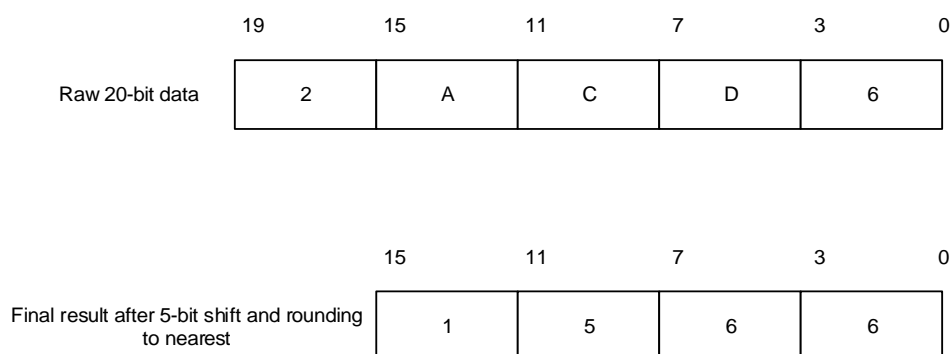 19 15 11 7 3 0
Raw 20-bit data 2 A C D 6
15 11 7 3 0
Final result after 5-bit shift and rounding
to nearest 1 5 6 6